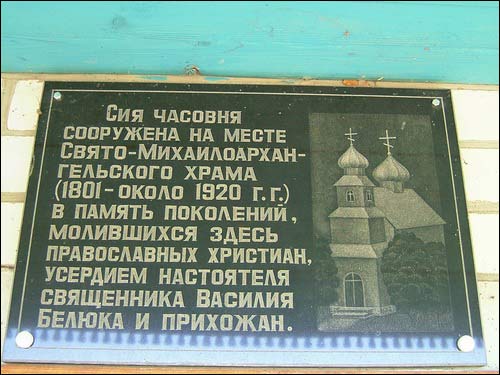 Сия часовня
сооружена на месте
Свято-Михайлоархан-
гельского храма
(1801-около 1920 г.г.)
в память поколений,
молившихся здесь
православных христиан,
усердием настоятеля
священника Василия
Белюка и прихожан.